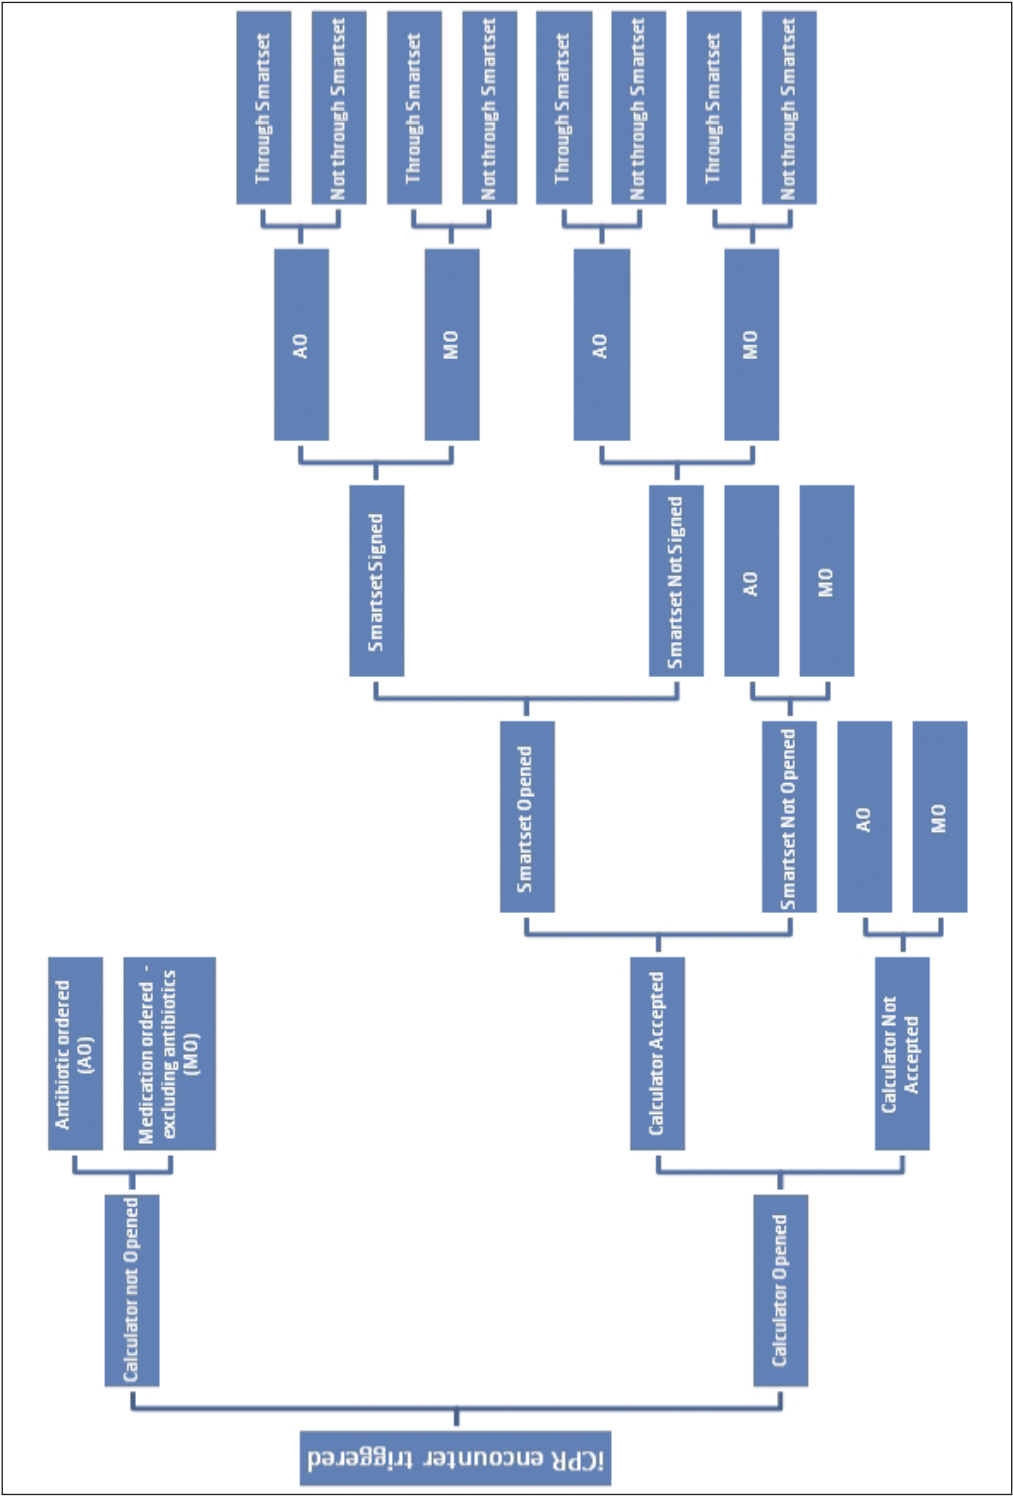 iCPR encounter triggered
Calculator not Opened
Antibiotic ordered
(AO)
Medication ordered -
excluding antibiotics
(MO)
Calculator Opened
Calculator Accepted
Smartset Opened
Smartset Signed
AO
Through Smartset
Not through Smartset
MO
Through Smartset
Not through Smartset
Smartset Not Signed
AO
Through Smartset
Not through Smartset
MO
Through Smartset
Not through Smartset
Smartset Not Opened
AO
MO
Calculator Not
Accepted
AO
MO